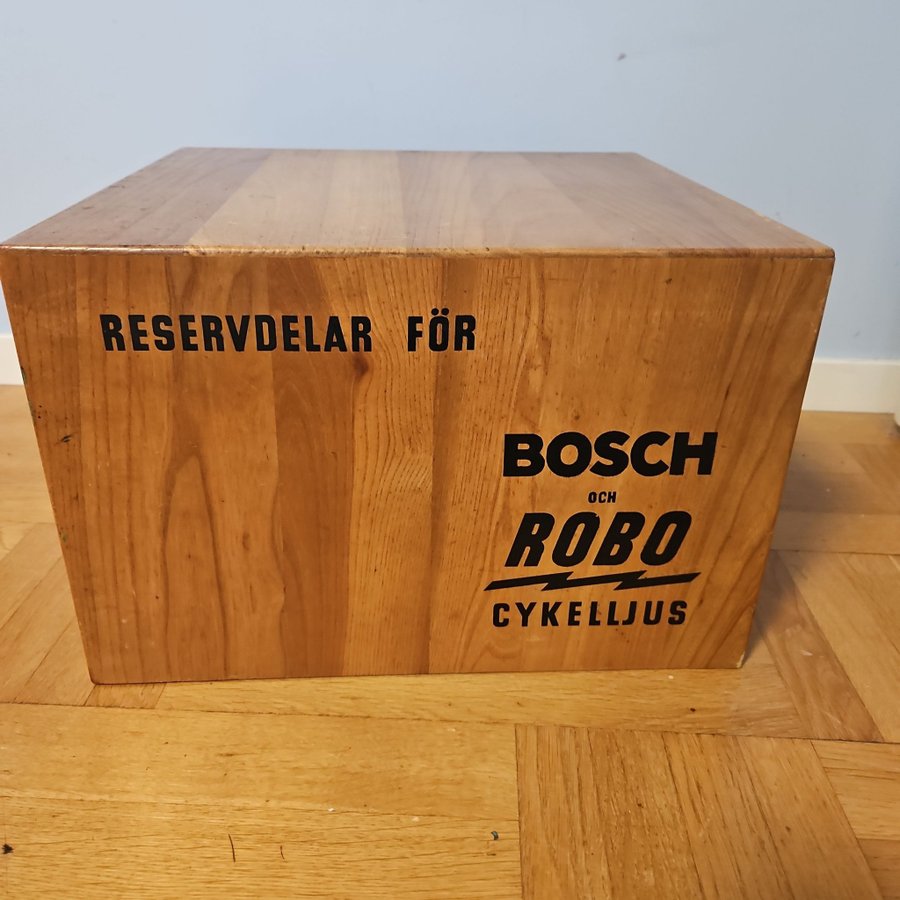 RESERVDELAR FÖR
BOSCH
OCH
ROBO
CYKELLJUS